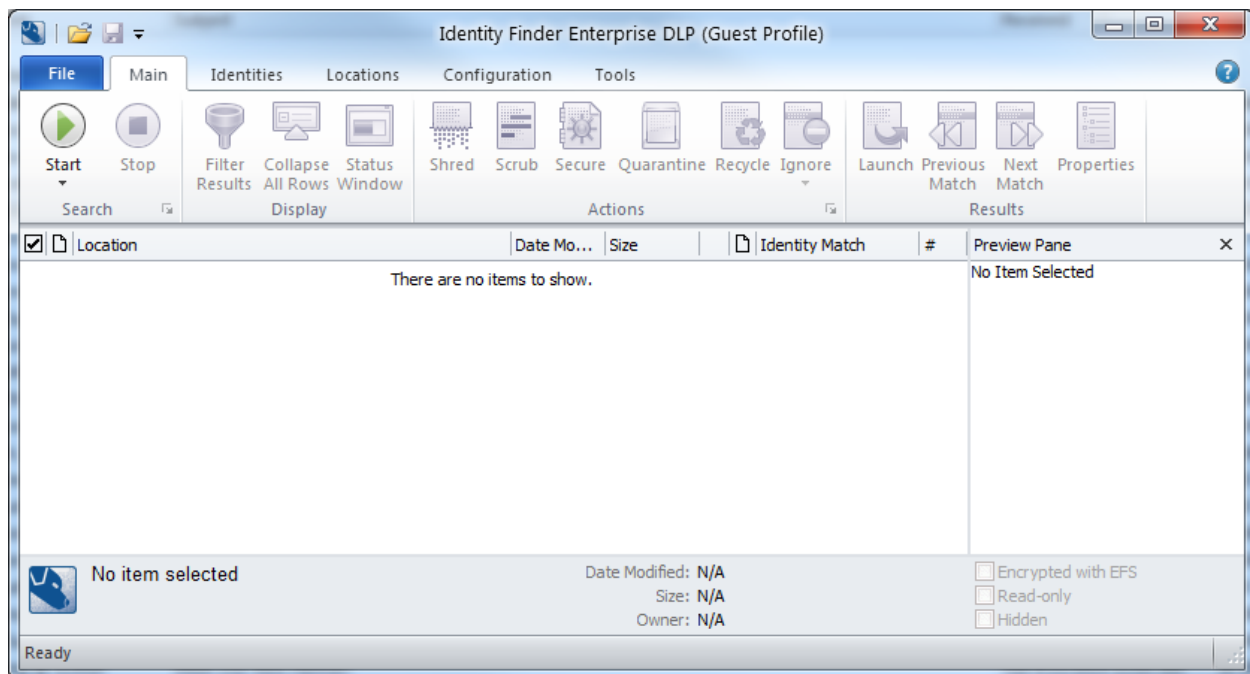 Identity Finder Enterprise DLP (Guest Profile)
File Main Identities Locations Configuration Tools
Start Stop Filter Results Collapse All Rows Status Window Shred Scrub Secure Quarantine Recycle Ignore Launch Previous Match Next Match Properties
Search Display Actions Results
Location Date Mo... Size Identity Match # Preview Pane
There are no items to show. No Item Selected
No item selected Date Modified: N/A Encrypted with EFS
Size: N/A Read-only
Owner: N/A Hidden
Ready